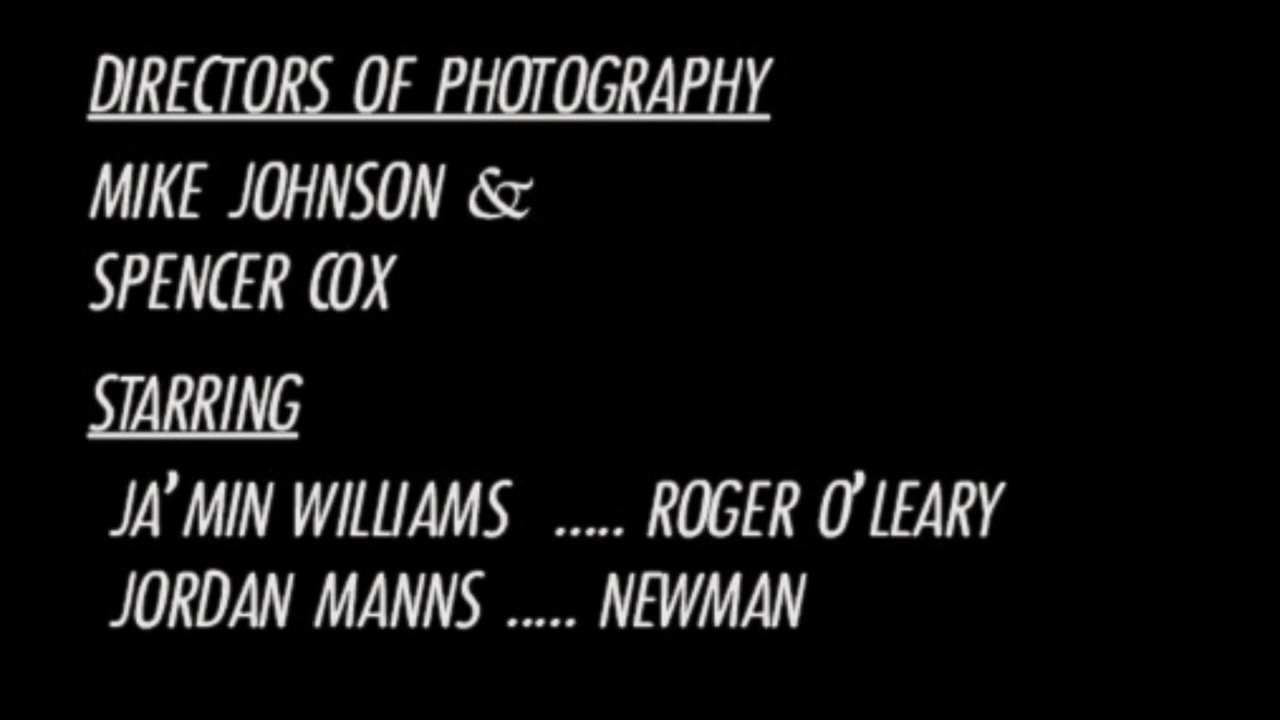 DIRECTORS OF PHOTOGRAPHY
MIKE JOHNSON &
SPENCER COX
STARRING
JA'MIN WILLIAMS ..... ROGER O'LEARY
JORDAN MANNS ..... NEWMAN